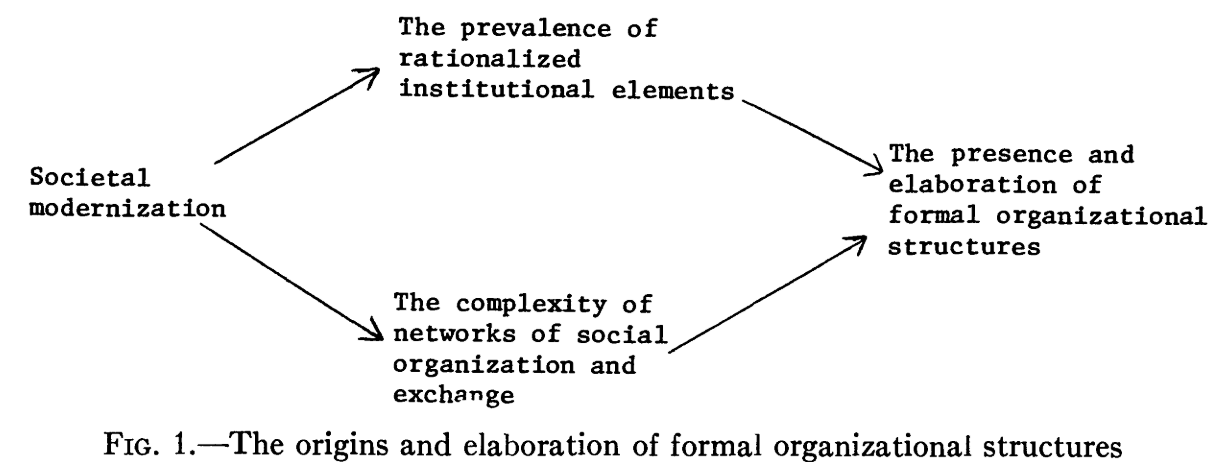 The prevalence of
rationalized
institutional elements
Societal
modernization
The presence and
elaboration of
formal organizational
structures
The complexity of
networks of social
organization and
exchange
FIG. 1.—The origins and elaboration of formal organizational structures